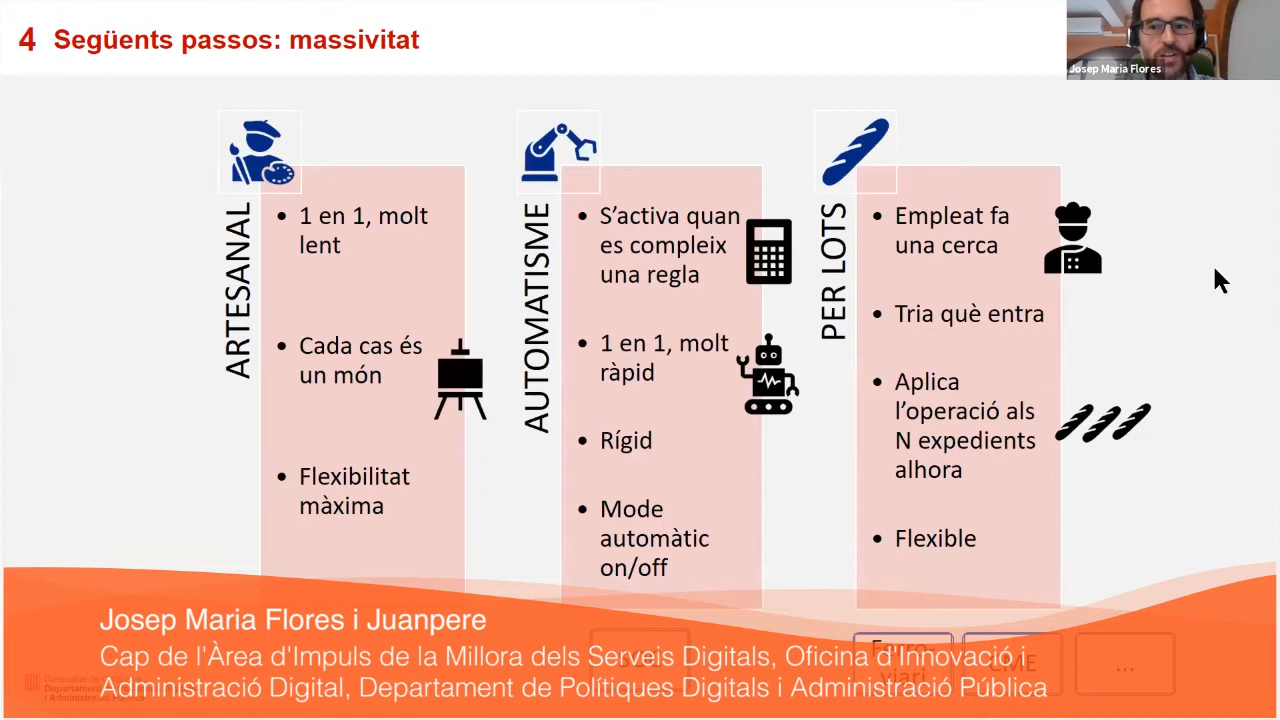 4 Següents passos: massivitat
Josep Maria Flores
ARTESANAL
• 1 en 1, molt
lent
• Cada cas és
un món
• Flexibilitat
màxima
AUTOMATISME
• S’activa quan
es compleix
una regla
• 1 en 1, molt
ràpid
• Rígid
• Mode
automàtic
on/off
PER LOTS
• Empleat fa
una cerca
• Tria què entra
• Aplica
l’operació als
N expedients
alhora
• Flexible
Ferro-
viari
CME
...
Josep Maria Flores i Juanpere
Cap de l'Àrea d'Impuls de la Millora dels Serveis Digitals, Oficina d'Innovació i
Administració Digital, Departament de Polítiques Digitals i Administració Pública